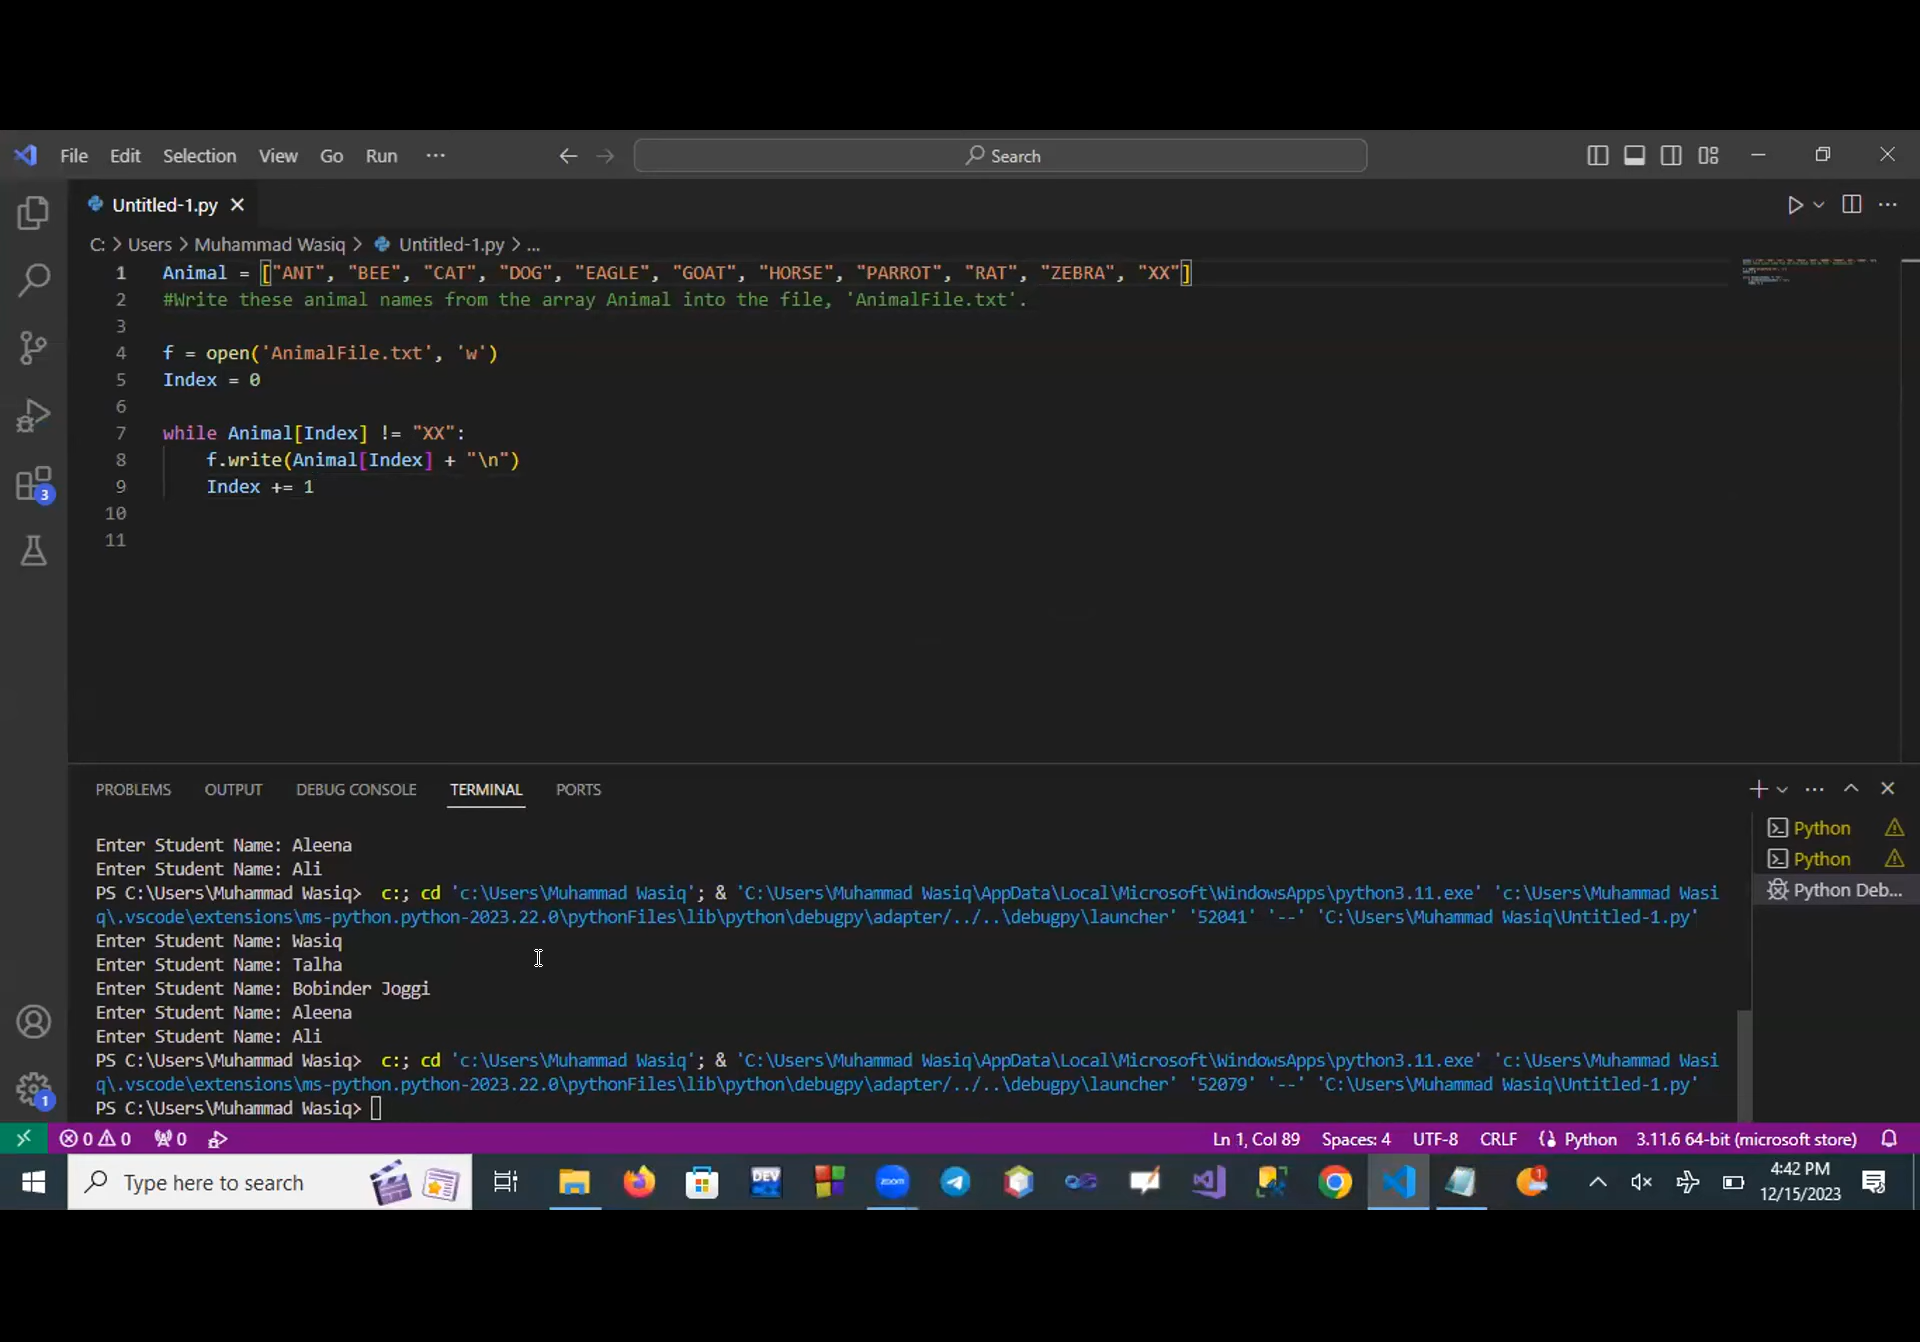 File Edit Selection View Go Run ··· Search
Untitled-1.py
C: > Users > Muhammad Wasiq > Untitled-1.py > ...
1 Animal = ["ANT", "BEE", "CAT", "DOG", "EAGLE", "GOAT", "HORSE", "PARROT", "RAT", "ZEBRA", "XX"]
2 #Write these animal names from the array Animal into the file, 'AnimalFile.txt'.
3
4 f = open('AnimalFile.txt', 'w')
5 Index = 0
6
7 while Animal[Index] != "XX":
8 f.write(Animal[Index] + "\n")
9 Index += 1
10
11
3
PROBLEMS OUTPUT DEBUG CONSOLE TERMINAL PORTS
Enter Student Name: Aleena
Enter Student Name: Ali
PS C:\Users\Muhammad Wasiq> c:; cd 'c:\Users\Muhammad Wasiq'; & 'C:\Users\Muhammad Wasiq\AppData\Local\Microsoft\WindowsApps\python3.11.exe' 'c:\Users\Muhammad Wasi
q\.vscode\extensions\ms-python.python-2023.22.0\pythonFiles\lib\python\debugpy\adapter/../..\debugpy\launcher' '52041' '--' 'C:\Users\Muhammad Wasiq\Untitled-1.py'
Enter Student Name: Wasiq
Enter Student Name: Talha
Enter Student Name: Bobinder Joggi
Enter Student Name: Aleena
Enter Student Name: Ali
PS C:\Users\Muhammad Wasiq> c:; cd 'c:\Users\Muhammad Wasiq'; & 'C:\Users\Muhammad Wasiq\AppData\Local\Microsoft\WindowsApps\python3.11.exe' 'c:\Users\Muhammad Wasi
q\.vscode\extensions\ms-python.python-2023.22.0\pythonFiles\lib\python\debugpy\adapter/../..\debugpy\launcher' '52079' '--' 'C:\Users\Muhammad Wasiq\Untitled-1.py'
PS C:\Users\Muhammad Wasiq>
Python
Python
Python Deb...
1
0 0 0 Ln 1, Col 89 Spaces: 4 UTF-8 CRLF Python 3.11.6 64-bit (microsoft store)
Type here to search DEV zoom 1
4:42 PM
12/15/2023